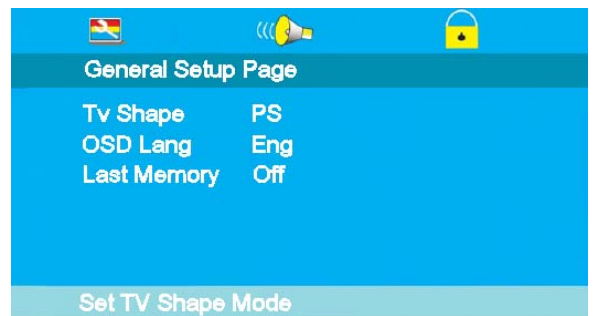 General Setup Page
Tv Shape PS
OSD Lang Eng
Last Memory Off
Set TV Shape Mode